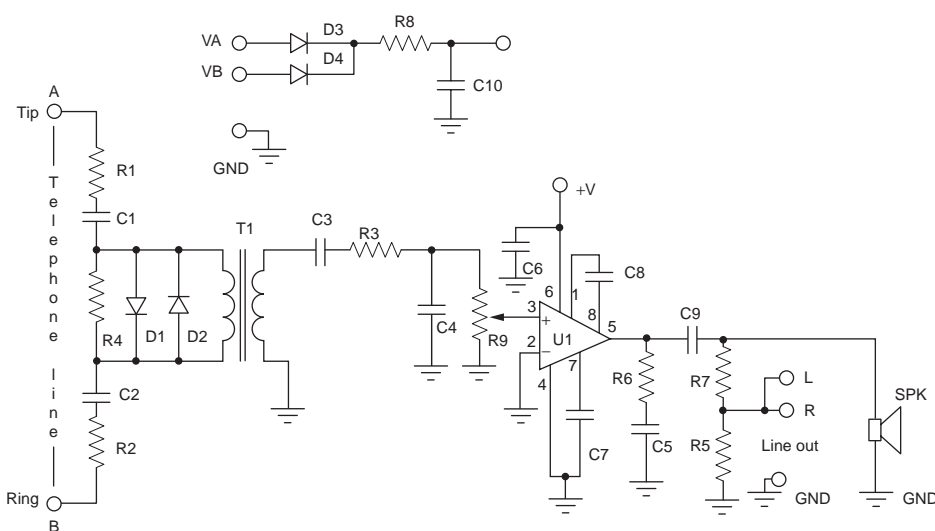 D3
R8
VA
D4
VB
C10
A
Tip
GND
R1
+V
C1
T1
C3
R3
C6
C8
6
1
C4
3
8
5
C9
R4
D1
D2
R9
+
U1
2
−
7
4
R6
R7
L
SPK
C2
R
R2
C7
C5
R5
Line out
Ring
GND
GND
B
Telephone line